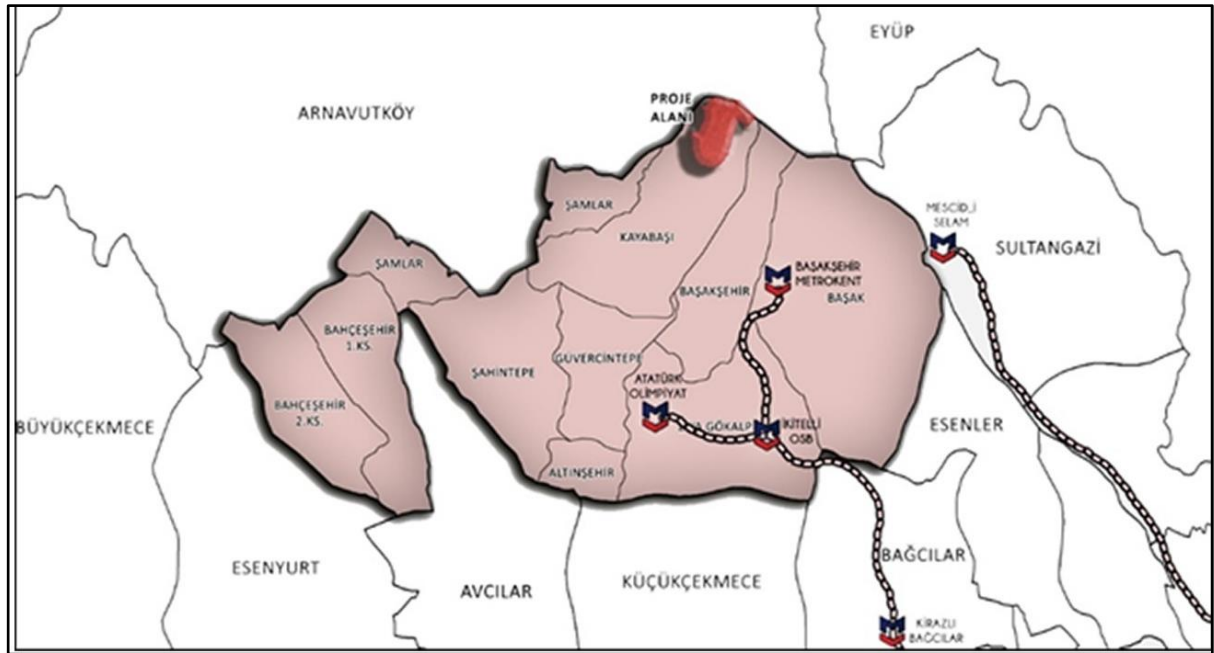 EYÜP
ARNAVUTKÖY
PROJE
ALANI
ŞAMLAR
KAYABAŞI
MESCİD_İ
SELAM
SULTANGAZİ
ŞAMLAR
BAŞAKŞEHİR
METROKENT
BAŞAKŞEHİR
BAŞAK
BAHÇEŞEHİR
1.KS.
ŞAHİNTEPE
GÜVERCİNTEPE
ATATÜRK
OLİMPİYAT
BAHÇEŞEHİR
2.KS.
BÜYÜKÇEKMECE
GÖKALP
İKİTELLİ
OSB
ESENLER
ALTINŞEHİR
ESENYURT
AVCILAR
KÜÇÜKÇEKMECE
BAĞCILAR
KİRAZLI
BAĞCILAR